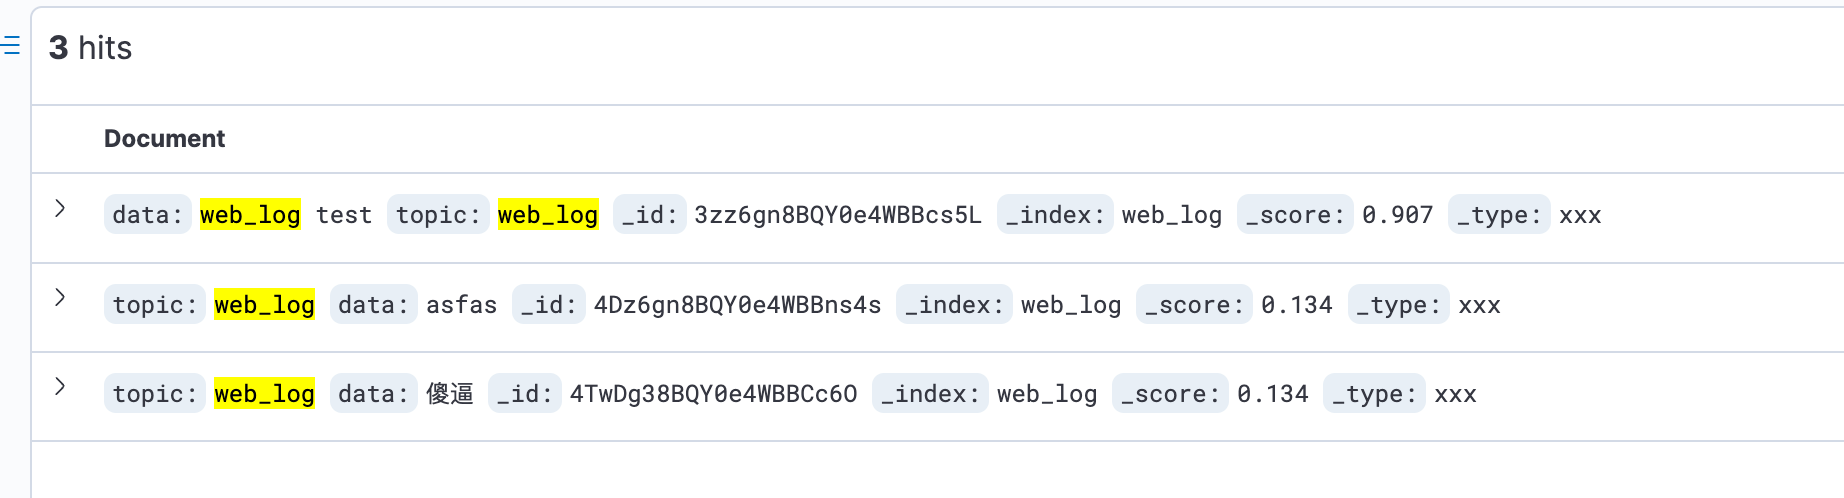 3 hits
Document
data: web_log test topic: web_log _id: 3zz6gn8BQY0e4WBBcs5L _index: web_log _score: 0.907 _type: xxx
topic: web_log data: asfas _id: 4Dz6gn8BQY0e4WBBns4s _index: web_log _score: 0.134 _type: xxx
topic: web_log data: 傻逼 _id: 4TwDg38BQY0e4WBBCc6O _index: web_log _score: 0.134 _type: xxx